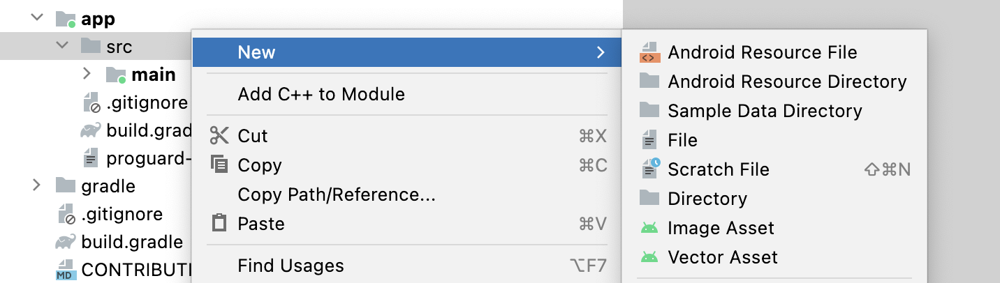 app
src
main
.gitignore
build.grad
proguard-
gradle
.gitignore
build.gradle
MD CONTRIBUTI
New
Add C++ to Module
Cut ⌘X
Copy ⌘C
Copy Path/Reference...
Paste ⌘V
Find Usages ⌥F7
Android Resource File
Android Resource Directory
Sample Data Directory
File
Scratch File ⇧⌘N
Directory
Image Asset
Vector Asset